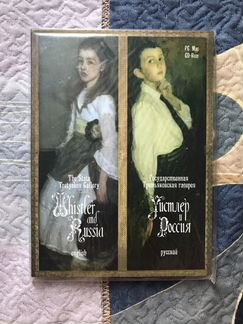 PC Mac
CD-Rom
The State
Tretyakov Gallery
Whistler
and
Russia
english
Государственная
Третьяковская галерея
Уистлер
и
Россия
русский